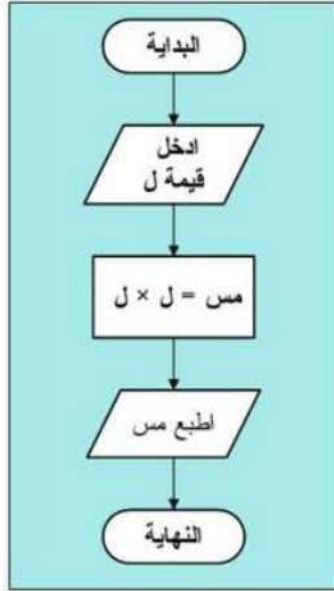 البداية
ادخل
قيمة ل
مس = ل × ل
اطبع مس
النهاية